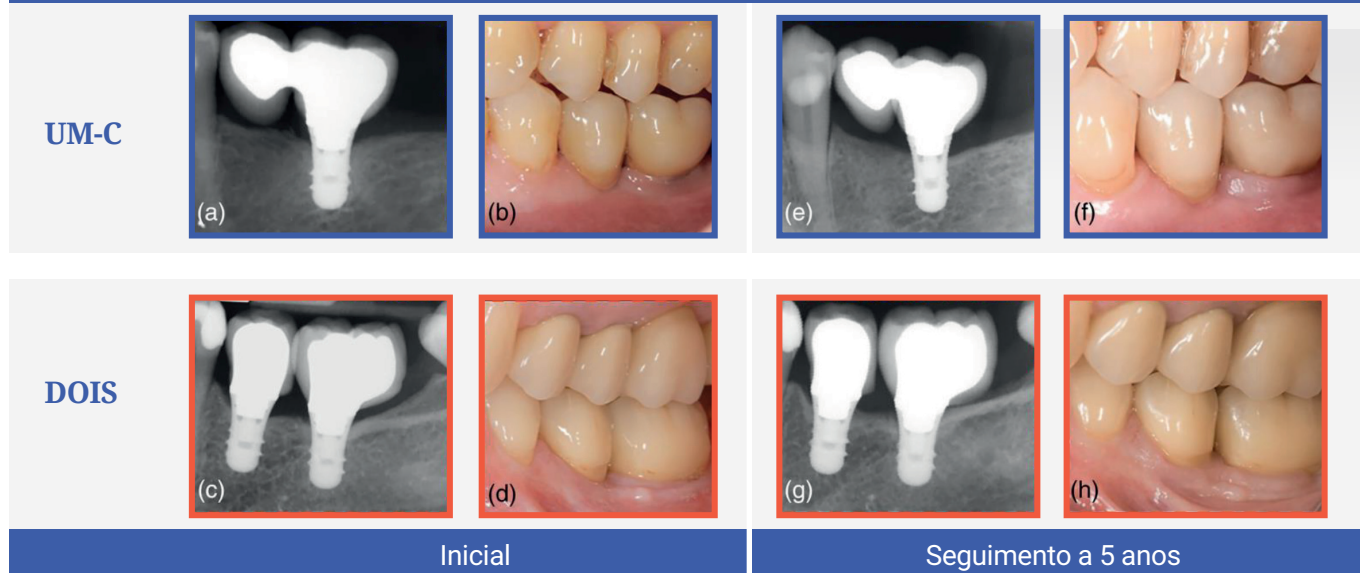 UM-C
(a)
(b)
(e)
(f)
DOIS
(c)
(d)
(g)
(h)
Inicial
Seguimento a 5 anos